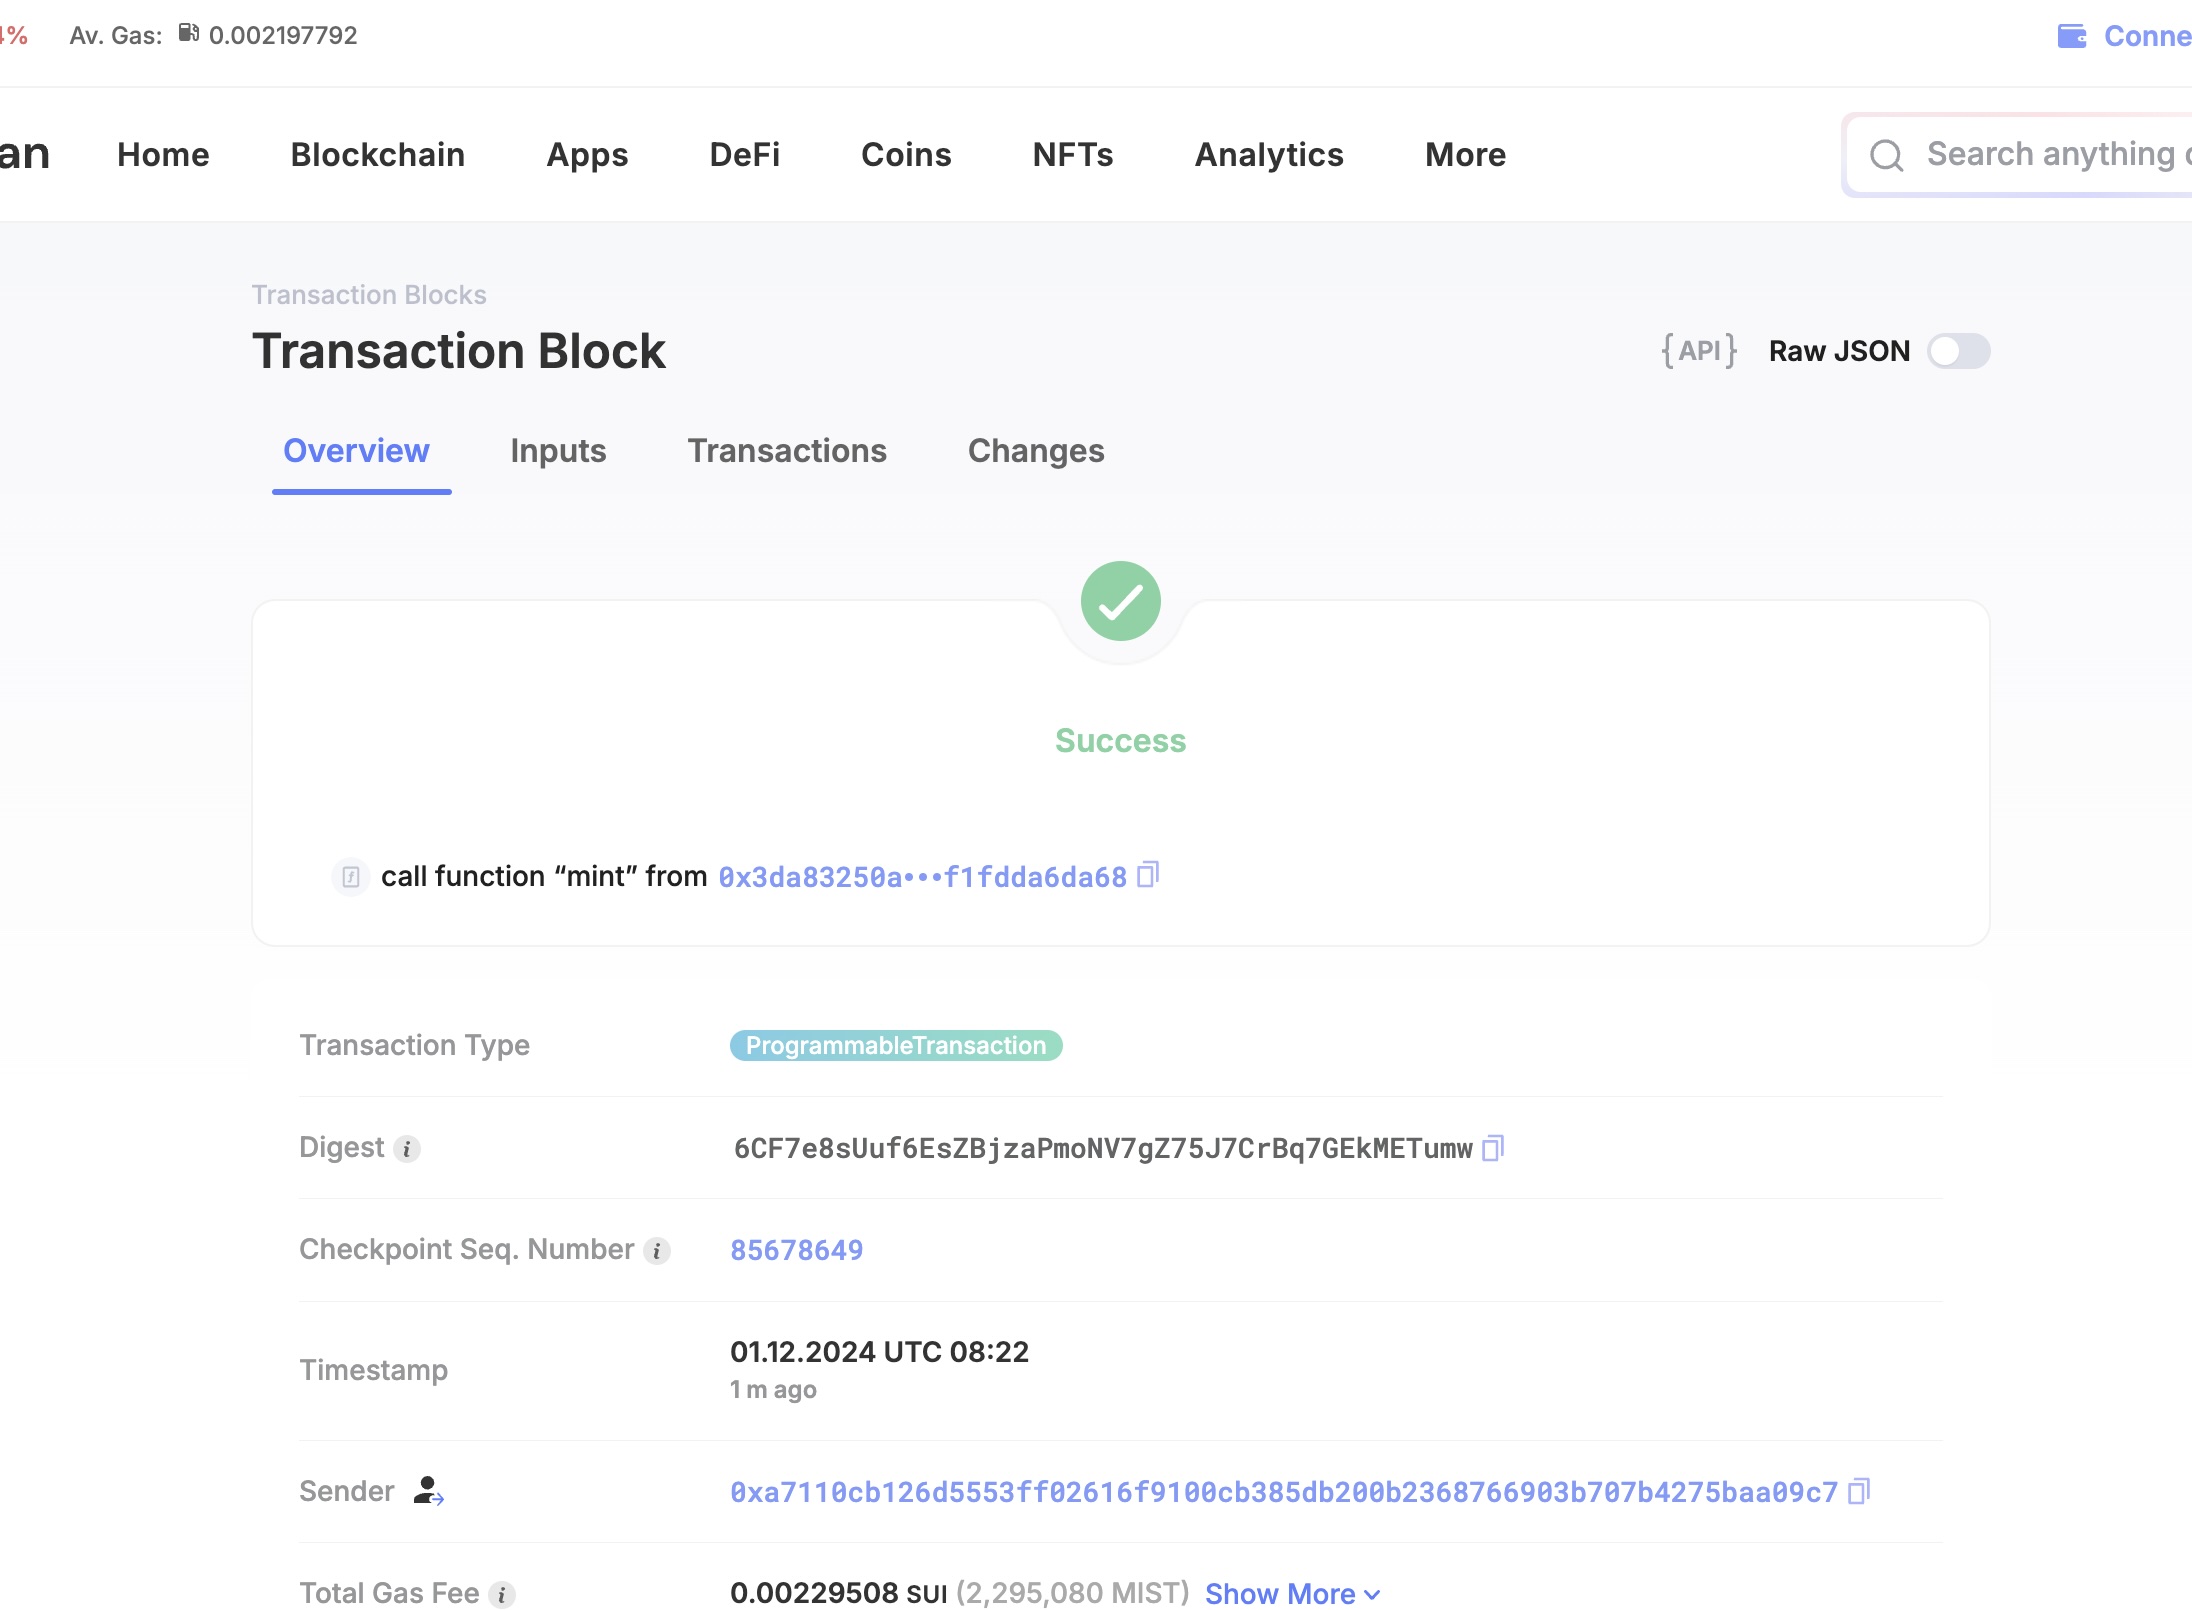 4% Av. Gas: 0.002197792 Conne
an Home Blockchain Apps DeFi Coins NFTs Analytics More Search anything
Transaction Blocks
Transaction Block {API} Raw JSON
Overview Inputs Transactions Changes
Success
call function “mint” from 0x3da83250a•••f1fdda6da68
Transaction Type ProgrammableTransaction
Digest i 6CF7e8sUuf6EsZBjzaPmoNV7gZ75J7CrBq7GEkMETumw
Checkpoint Seq. Number i 85678649
Timestamp 01.12.2024 UTC 08:22
1 m ago
Sender 0xa7110cb126d5553ff02616f9100cb385db200b2368766903b707b4275baa09c7
Total Gas Fee i 0.00229508 SUI (2,295,080 MIST) Show More